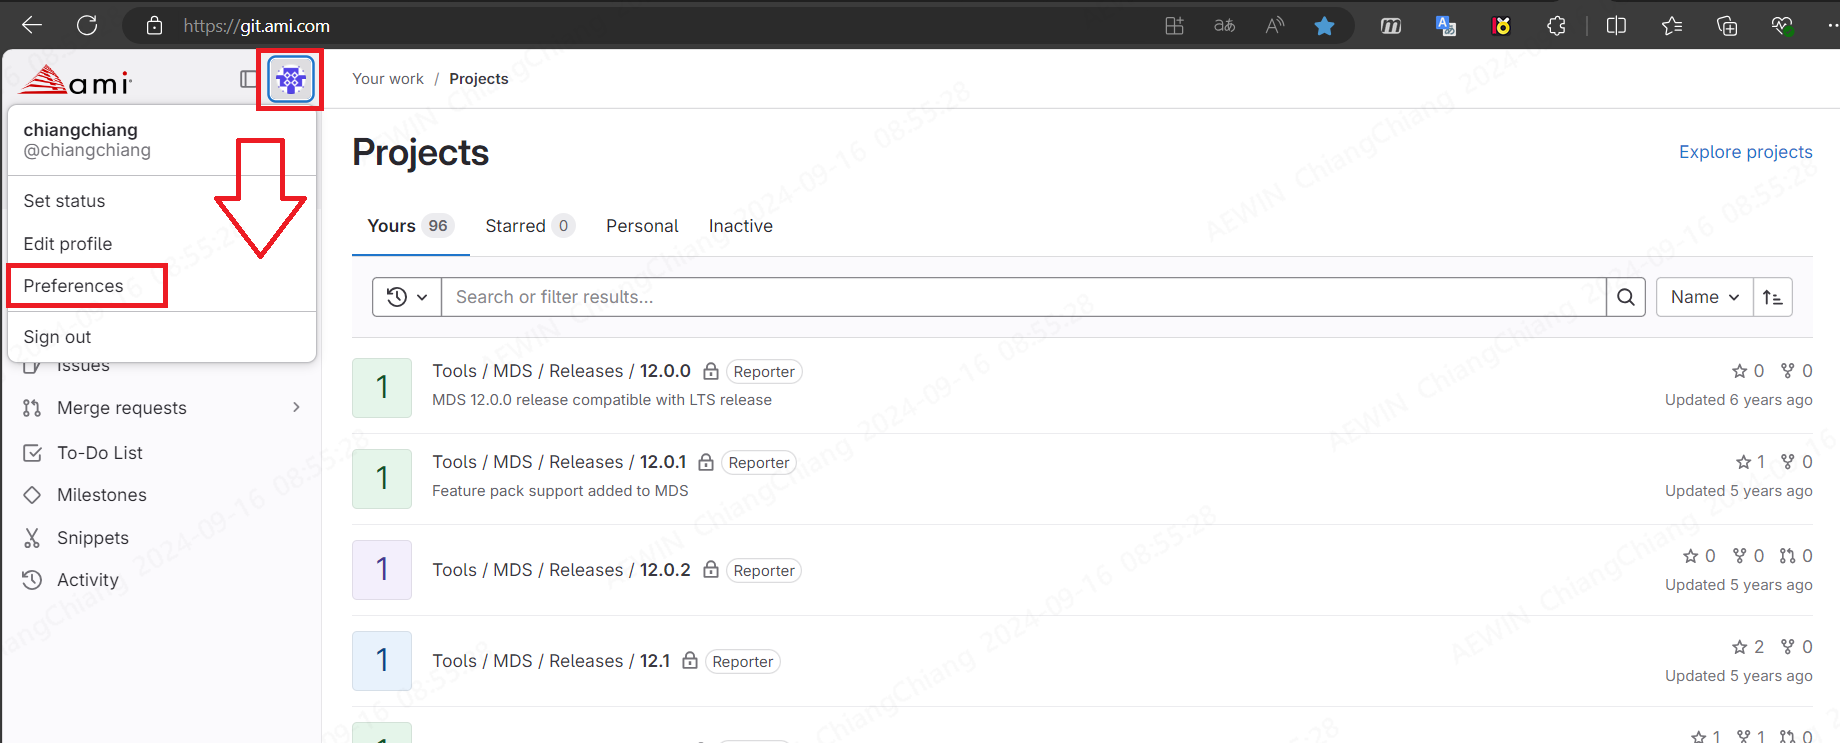 https://git.ami.com
ami
Your work / Projects
chiangchiang
@chiangchiang
Set status
Edit profile
Preferences
Sign out
Issues
Merge requests
To-Do List
Milestones
Snippets
Activity
Projects
Explore projects
Yours 96 Starred 0 Personal Inactive
Search or filter results...
Name
1 Tools / MDS / Releases / 12.0.0 Reporter 0 0
MDS 12.0.0 release compatible with LTS release Updated 6 years ago
1 Tools / MDS / Releases / 12.0.1 Reporter 1 0
Feature pack support added to MDS Updated 5 years ago
1 Tools / MDS / Releases / 12.0.2 Reporter 0 0 0
Updated 5 years ago
1 Tools / MDS / Releases / 12.1 Reporter 2 0
Updated 5 years ago
1 1 0
AEWIN ChiangChiang 2024-09-16 08:55:28